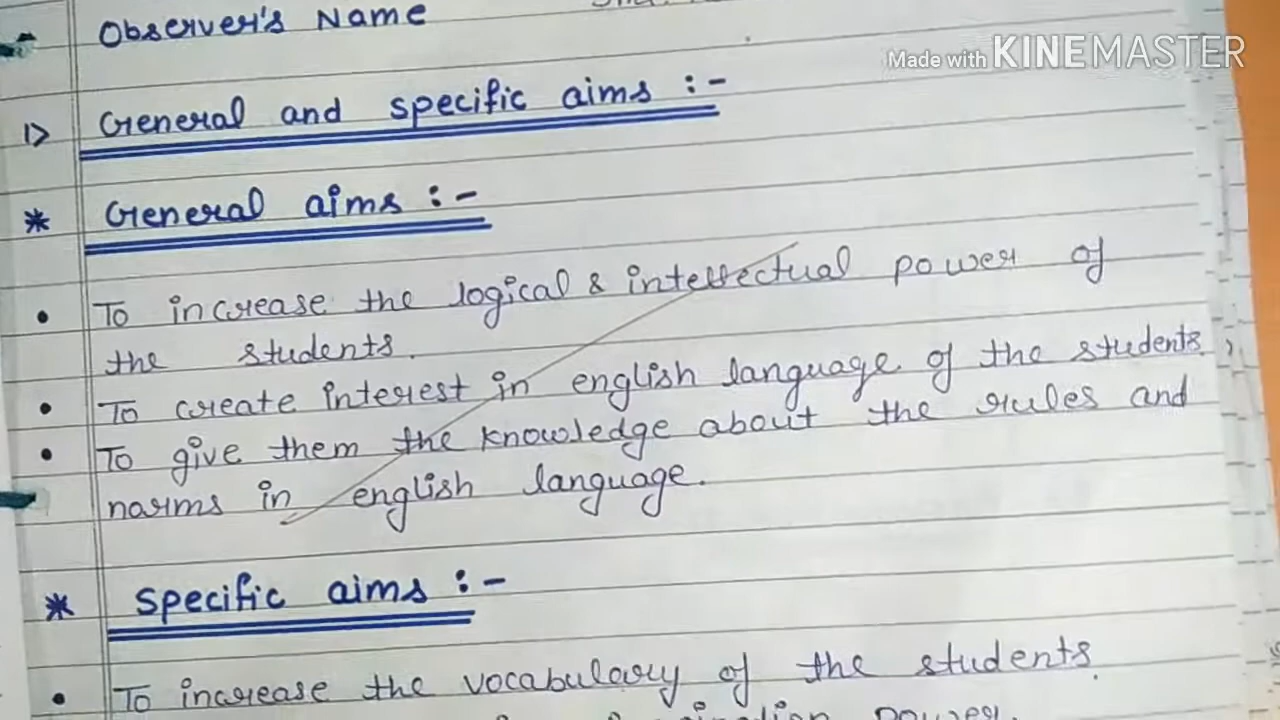 Observer's Name
Made with KINEMASTER
1> General and specific aims :-
* General aims :-
• To increase the logical & intellectual power of
the students.
• To create interest in english language of the students.
• To give them the knowledge about the rules and
narms in english language.
* Specific aims :-
• To increase the vocabulary of the students.
power.